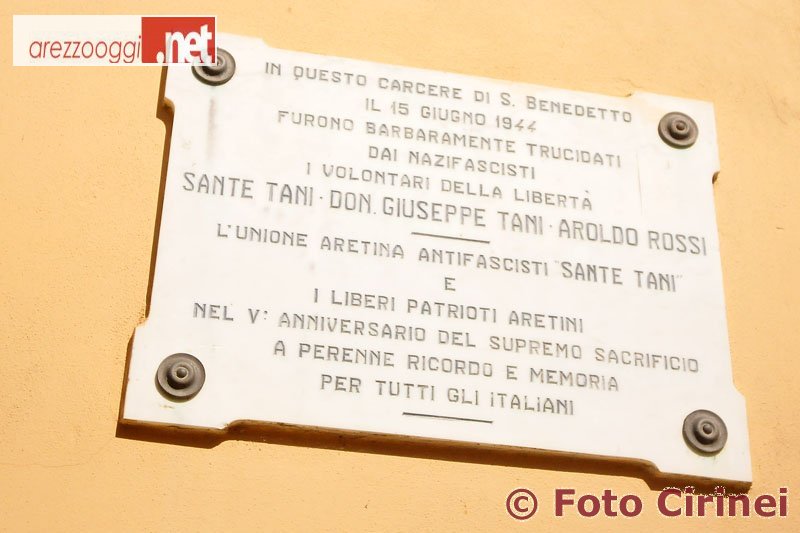 arezzooggi.net
IN QUESTO CARCERE DI S. BENEDETTO
IL 15 GIUGNO 1944
FURONO BARBARAMENTE TRUCIDATI
DAI NAZIFASCISTI
I VOLONTARI DELLA LIBERTÀ
SANTE TANI · DON. GIUSEPPE TANI · AROLDO ROSSI
L'UNIONE ARETINA ANTIFASCISTI "SANTE TANI"
E
I LIBERI PATRIOTI ARETINI
NEL V° ANNIVERSARIO DEL SUPREMO SACRIFICIO
A PERENNE RICORDO E MEMORIA
PER TUTTI GLI ITALIANI
© Foto Cirinei